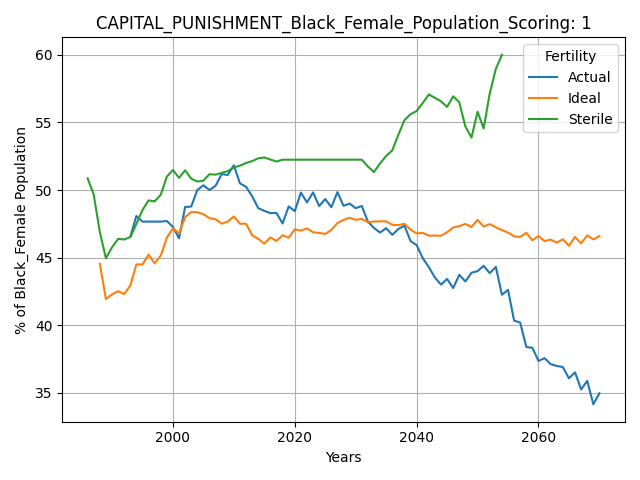 CAPITAL_PUNISHMENT_Black_Female_Population_Scoring: 1
Fertility
Actual
Ideal
Sterile
% of Black_Female Population
60
55
50
45
40
35
2000
2020
2040
2060
Years